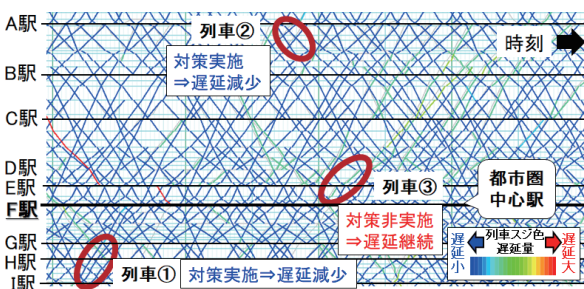 A駅
列車②
時刻
対策実施
⇒遅延減少
B駅
C駅
D駅
E駅
列車③
都市圏
中心駅
F駅
対策非実施
⇒遅延継続
遅延小
列車スジ色
遅延量
遅延大
G駅
H駅
列車① 対策実施⇒遅延減少
I駅